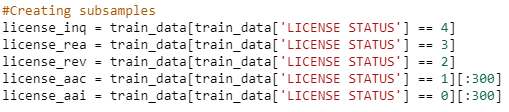 #Creating subsamples
license_inq = train_data[train_data['LICENSE STATUS'] == 4]
license_rea = train_data[train_data['LICENSE STATUS'] == 3]
license_rev = train_data[train_data['LICENSE STATUS'] == 2]
license_aac = train_data[train_data['LICENSE STATUS'] == 1][:300]
license_aai = train_data[train_data['LICENSE STATUS'] == 0][:300]